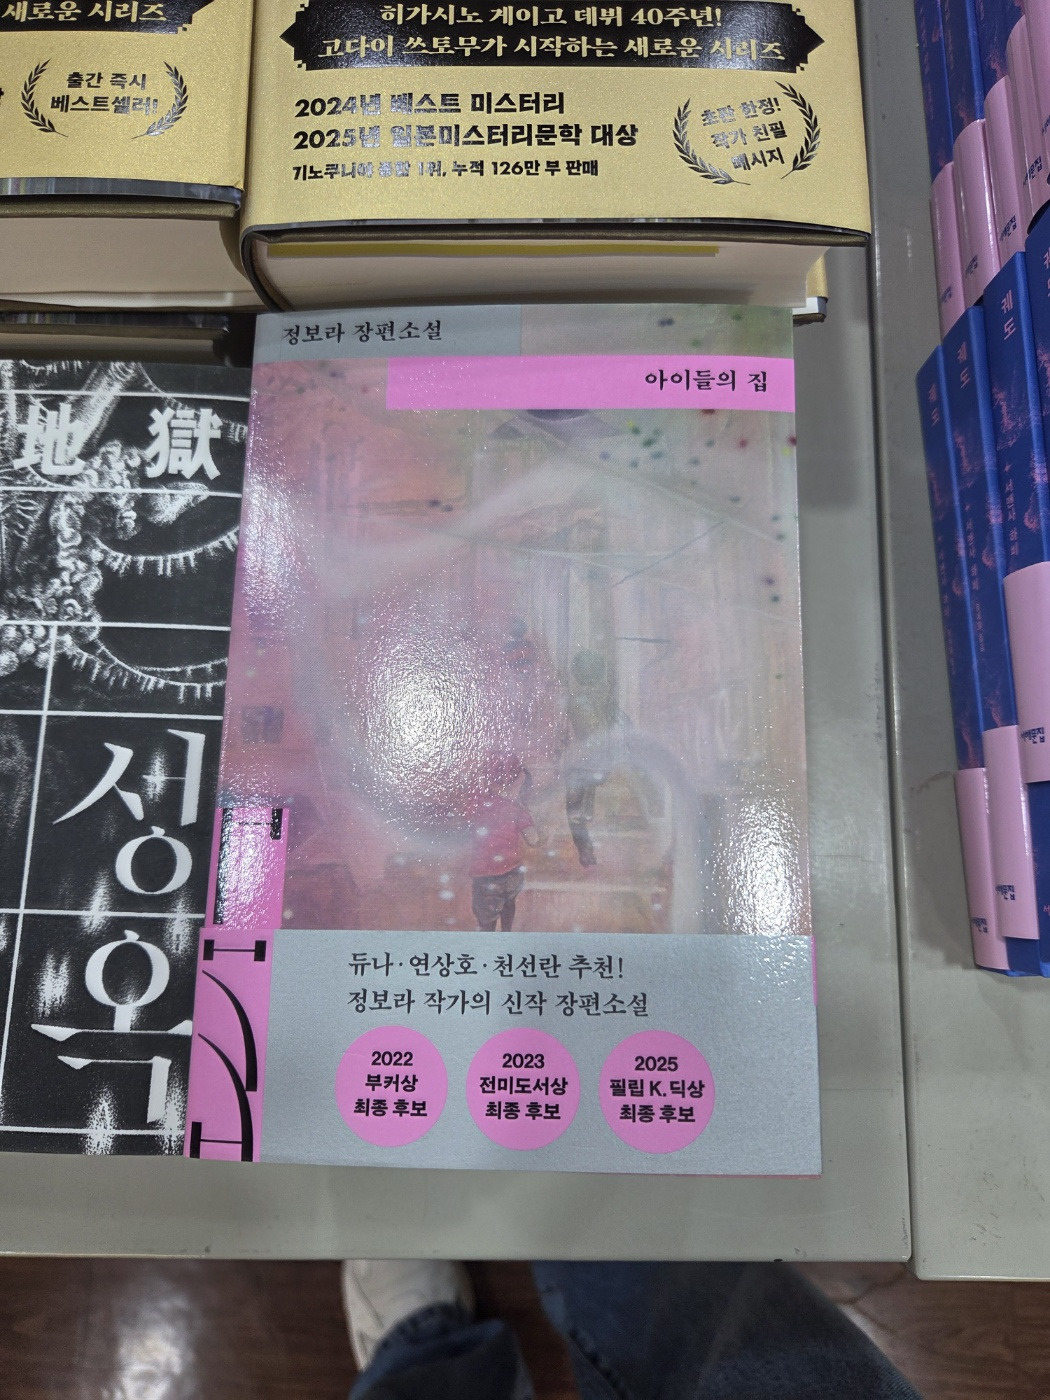 새로운 시리즈
출간 즉시
베스트셀러!
히가시노 게이고 데뷔 40주년!
고다이 쓰토무가 시작하는 새로운 시리즈
2024년 베스트 미스터리
2025년 일본미스터리문학 대상
기노쿠니야 종합 1위, 누적 126만 부 판매
초판 한정!
작가 친필
메시지
정보라 장편소설
아이들의 집
地獄
성
옥
듀나·연상호·천선란 추천!
정보라 작가의 신작 장편소설
2022
부커상
최종 후보
2023
전미도서상
최종 후보
2025
필립 K. 딕상
최종 후보
궤도
궤도
궤도